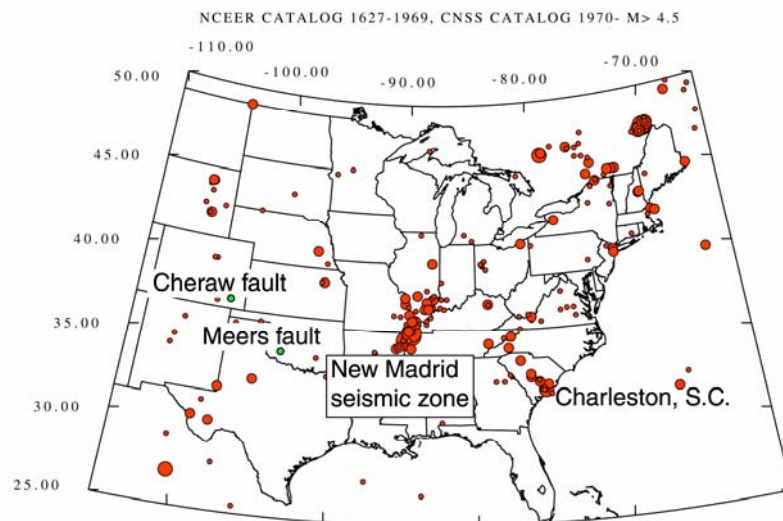 NCEER CATALOG 1627-1969, CNSS CATALOG 1970- M> 4.5
-110.00
-70.00
50.00
-100.00
-80.00
-90.00
45.00
40.00
Cheraw fault
35.00
Meers fault
New Madrid
seismic zone
Charleston, S.C.
30.00
25.00